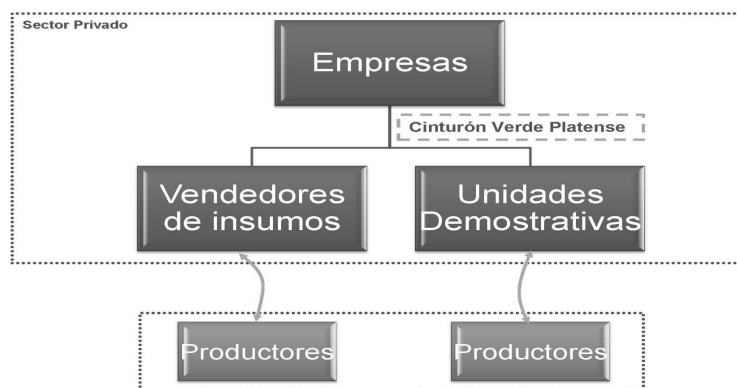 Sector Privado
Empresas
Cinturón Verde Platense
Vendedores
de insumos
Unidades
Demostrativas
Productores
Productores